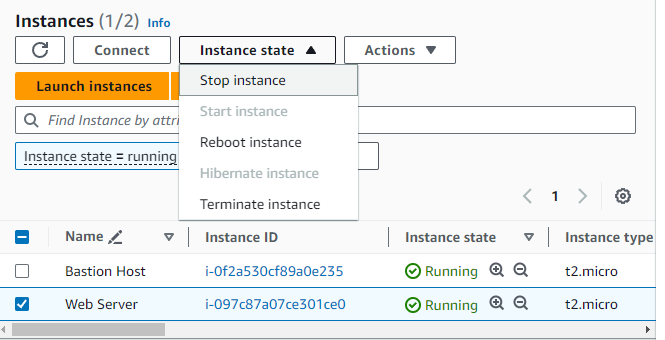 Instances (1/2) Info
Connect Instance state Actions
Launch instances
Stop instance
Start instance
Find Instance by attri
Reboot instance
Instance state = running
Hibernate instance
Terminate instance
1
Name Instance ID Instance state Instance type
Bastion Host i-0f2a530cf89a0e235 Running t2.micro
Web Server i-097c87a07ce301ce0 Running t2.micro